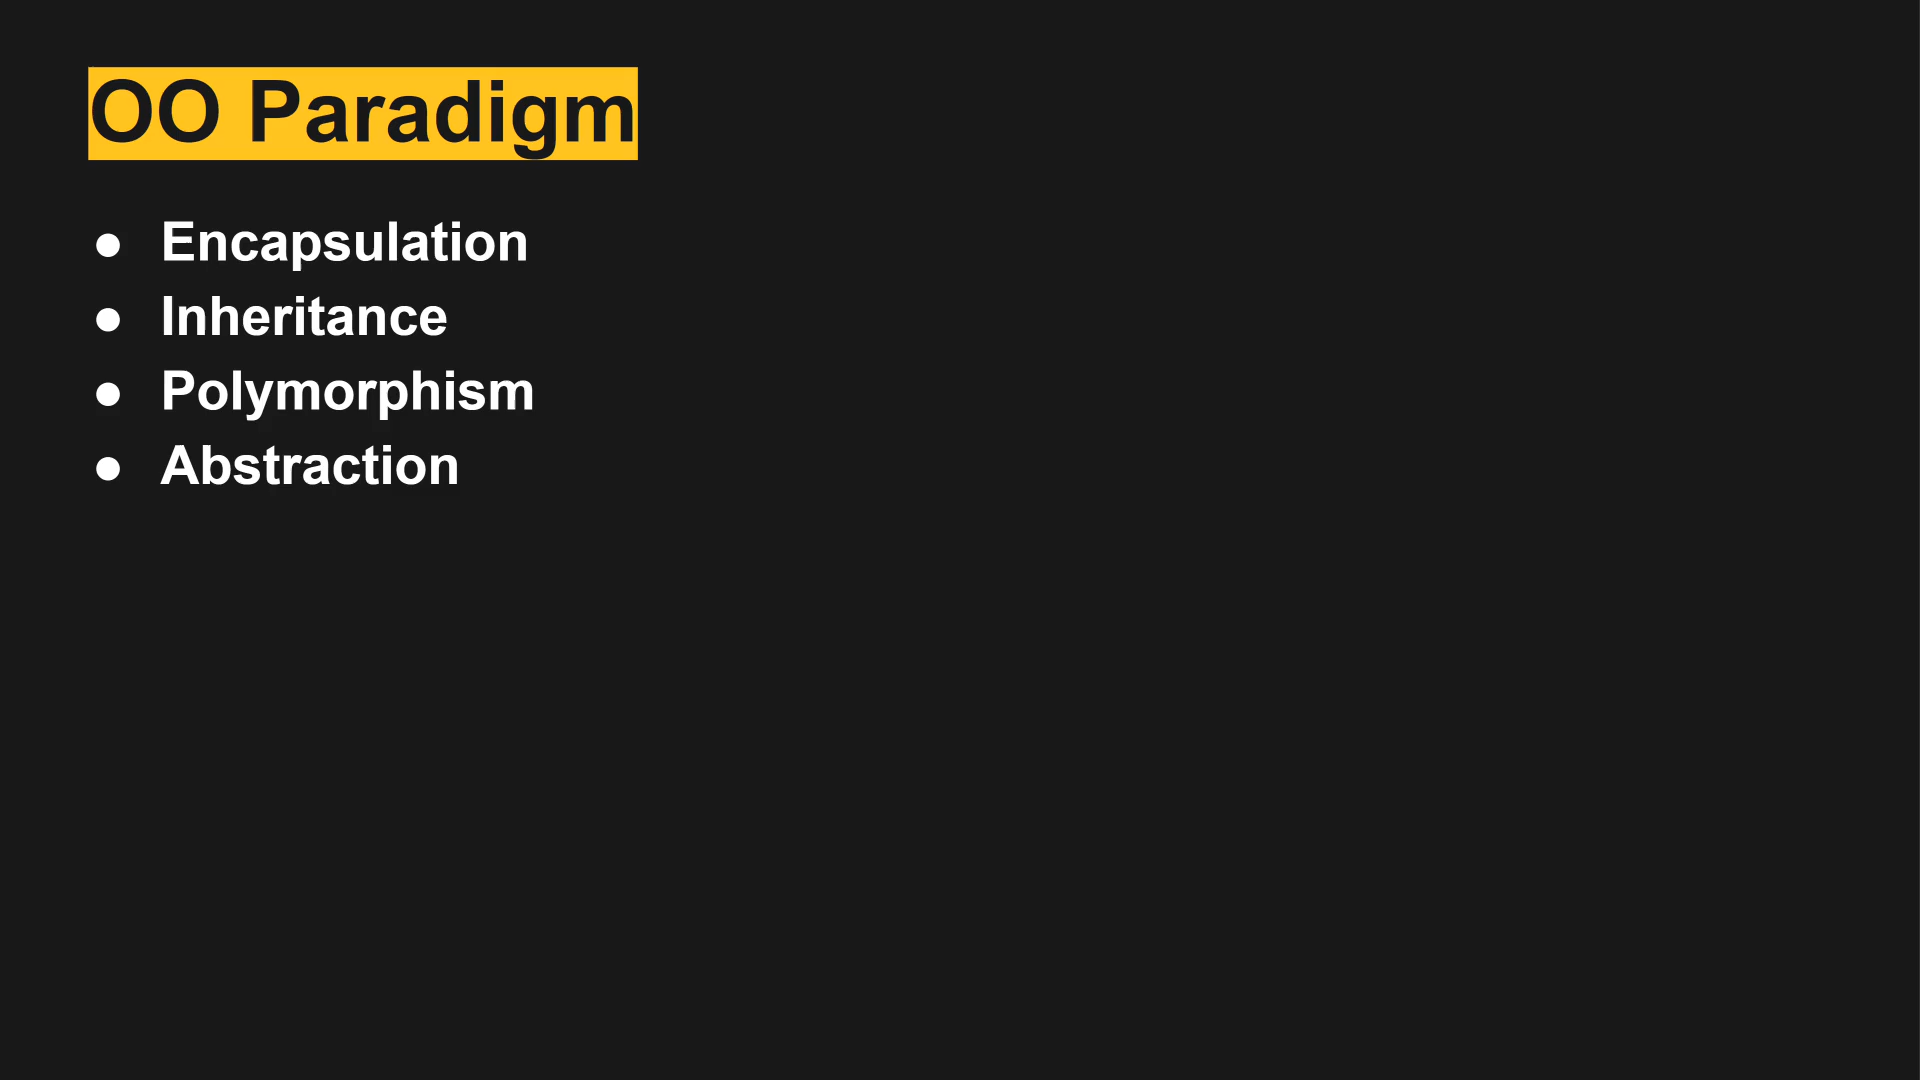 OO Paradigm
● Encapsulation
● Inheritance
● Polymorphism
● Abstraction